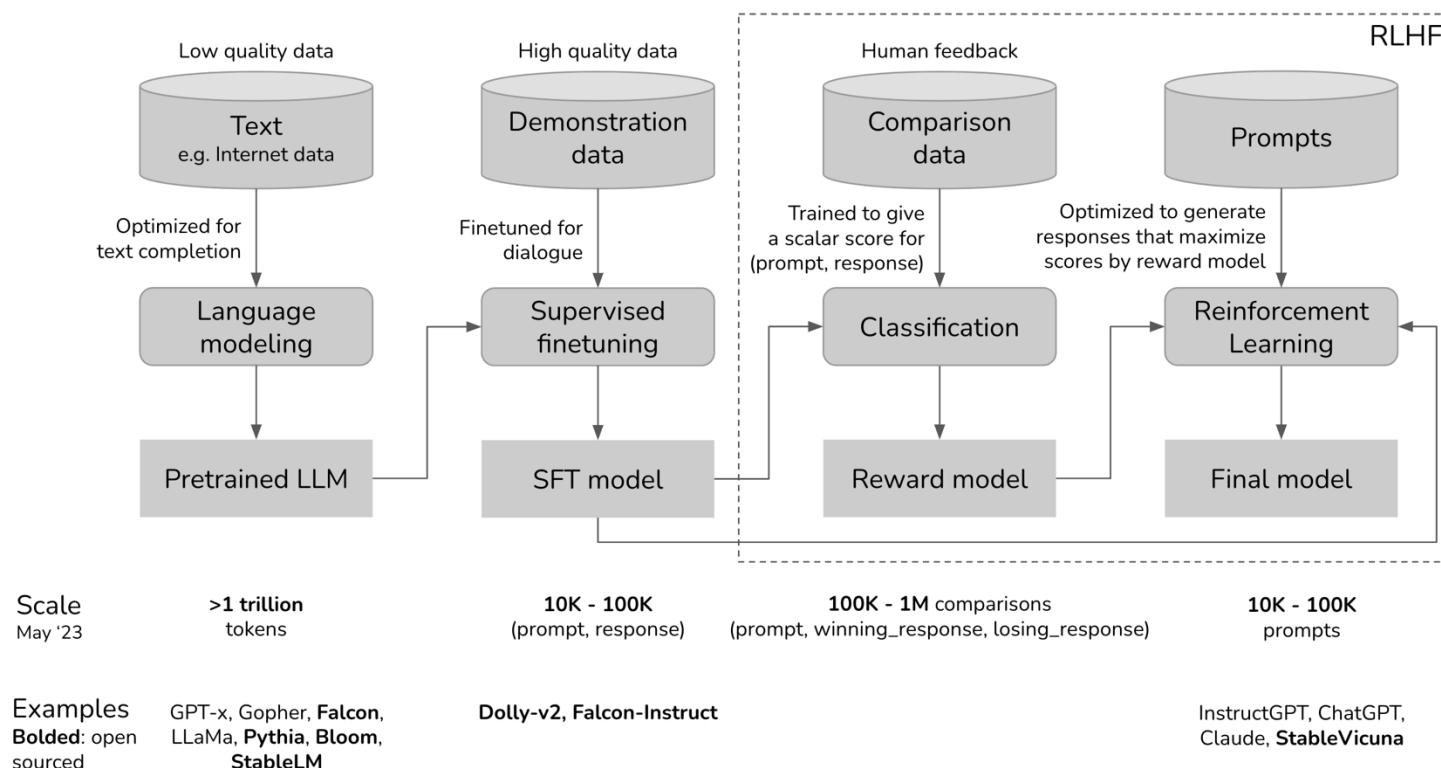 RLHF
Low quality data
High quality data
Human feedback
Text
e.g. Internet data
Demonstration
data
Comparison
data
Prompts
Optimized for
text completion
Finetuned for
dialogue
Trained to give
a scalar score for
(prompt, response)
Optimized to generate
responses that maximize
scores by reward model
Language
modeling
Supervised
finetuning
Classification
Reinforcement
Learning
Pretrained LLM
SFT model
Reward model
Final model
Scale
May ‘23
>1 trillion
tokens
10K - 100K
(prompt, response)
100K - 1M comparisons
(prompt, winning_response, losing_response)
10K - 100K
prompts
Examples
Bolded: open
sourced
GPT-x, Gopher, Falcon,
LLaMa, Pythia, Bloom,
StableLM
Dolly-v2, Falcon-Instruct
InstructGPT, ChatGPT,
Claude, StableVicuna